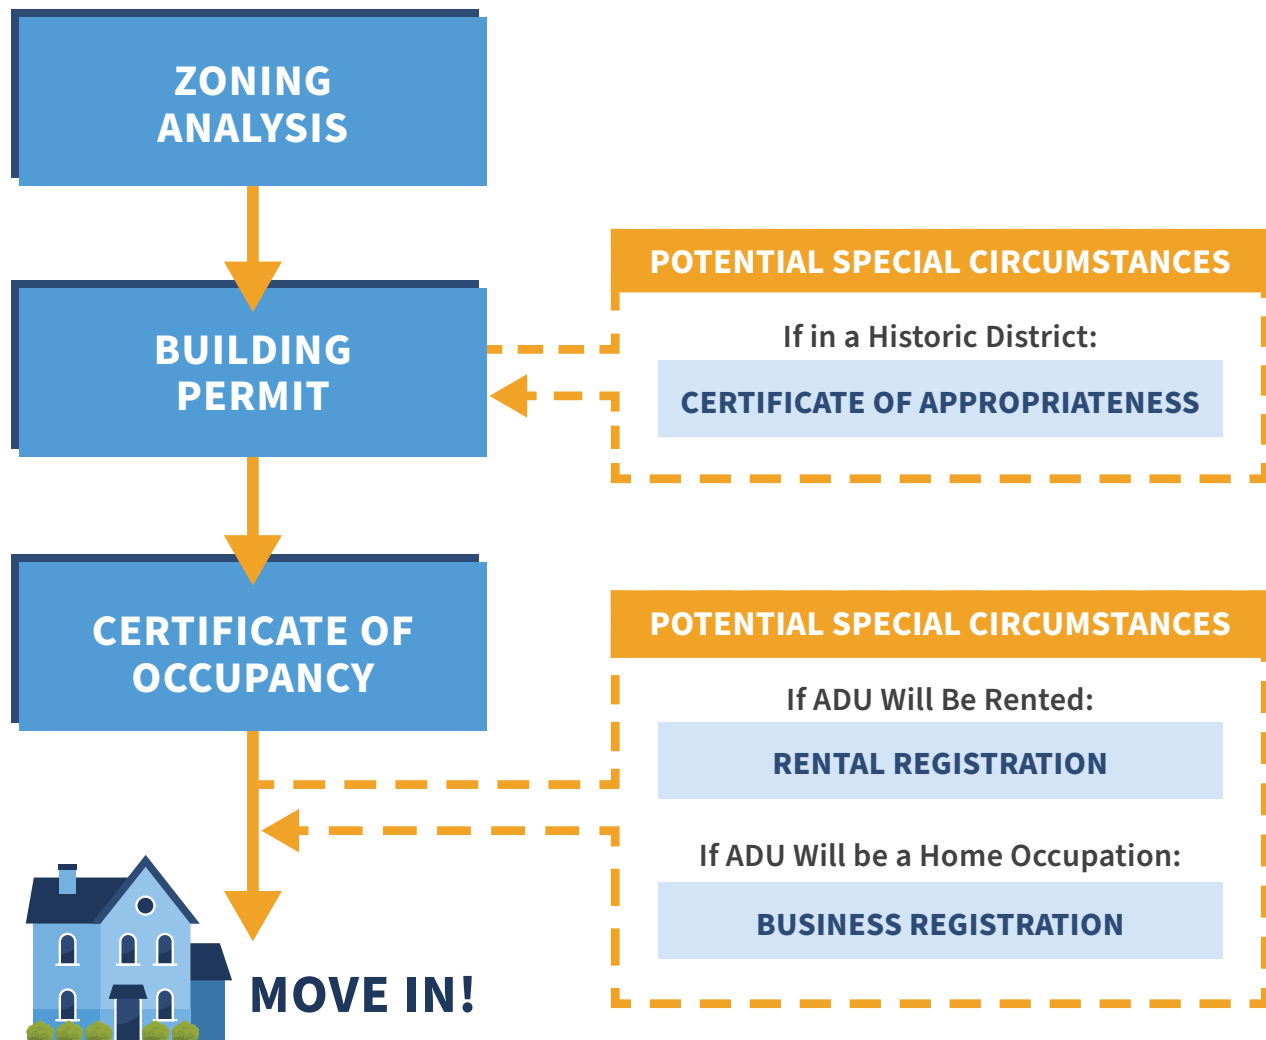 ZONING
ANALYSIS
BUILDING
PERMIT
POTENTIAL SPECIAL CIRCUMSTANCES
If in a Historic District:
CERTIFICATE OF APPROPRIATENESS
CERTIFICATE OF
OCCUPANCY
POTENTIAL SPECIAL CIRCUMSTANCES
If ADU Will Be Rented:
RENTAL REGISTRATION
If ADU Will be a Home Occupation:
BUSINESS REGISTRATION
MOVE IN!